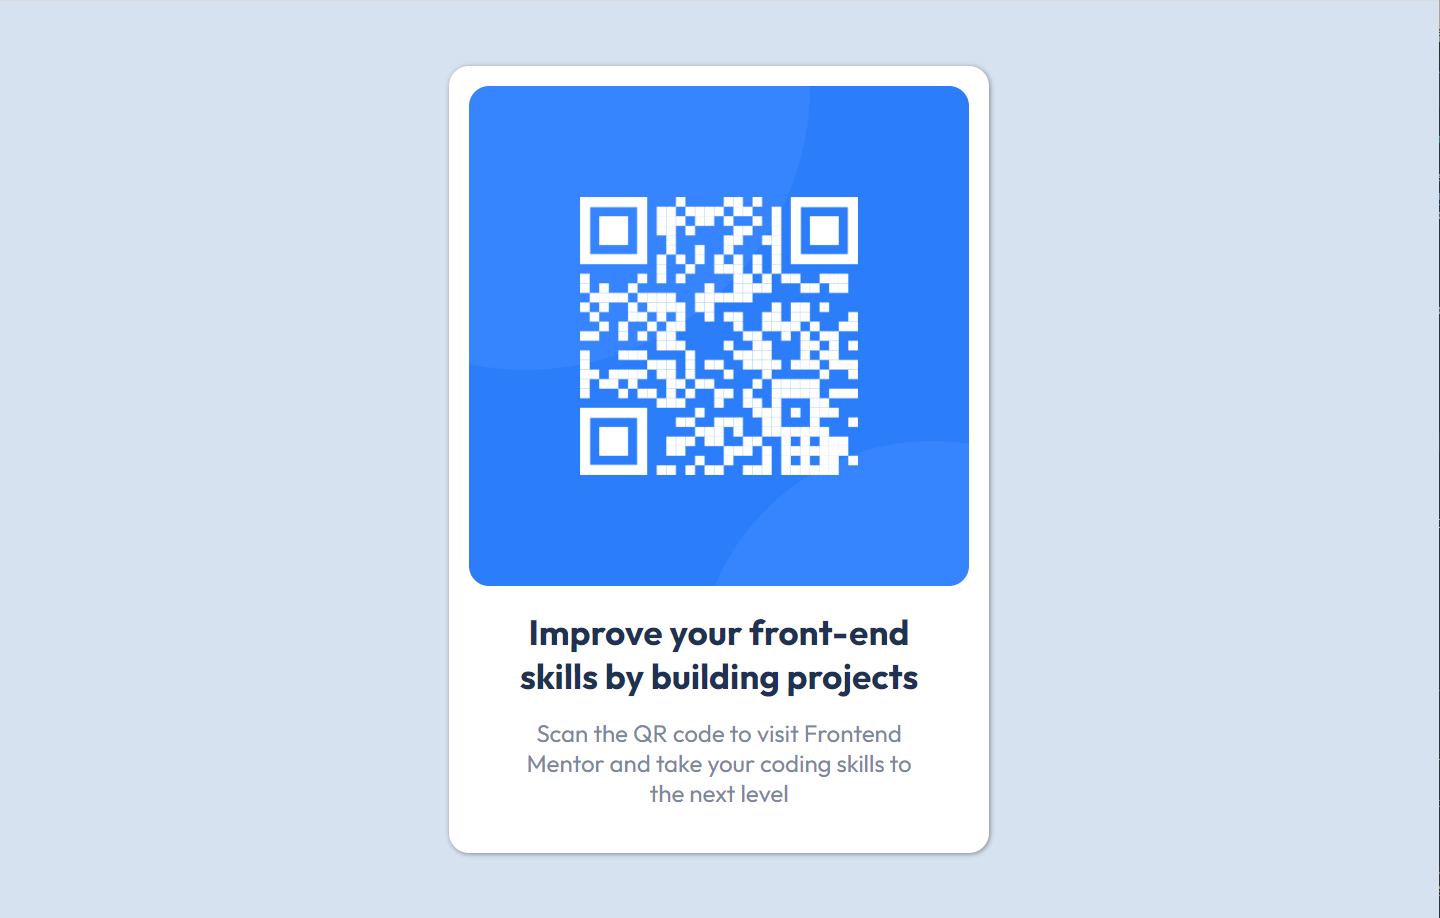 Improve your front-end
skills by building projects
Scan the QR code to visit Frontend
Mentor and take your coding skills to
the next level